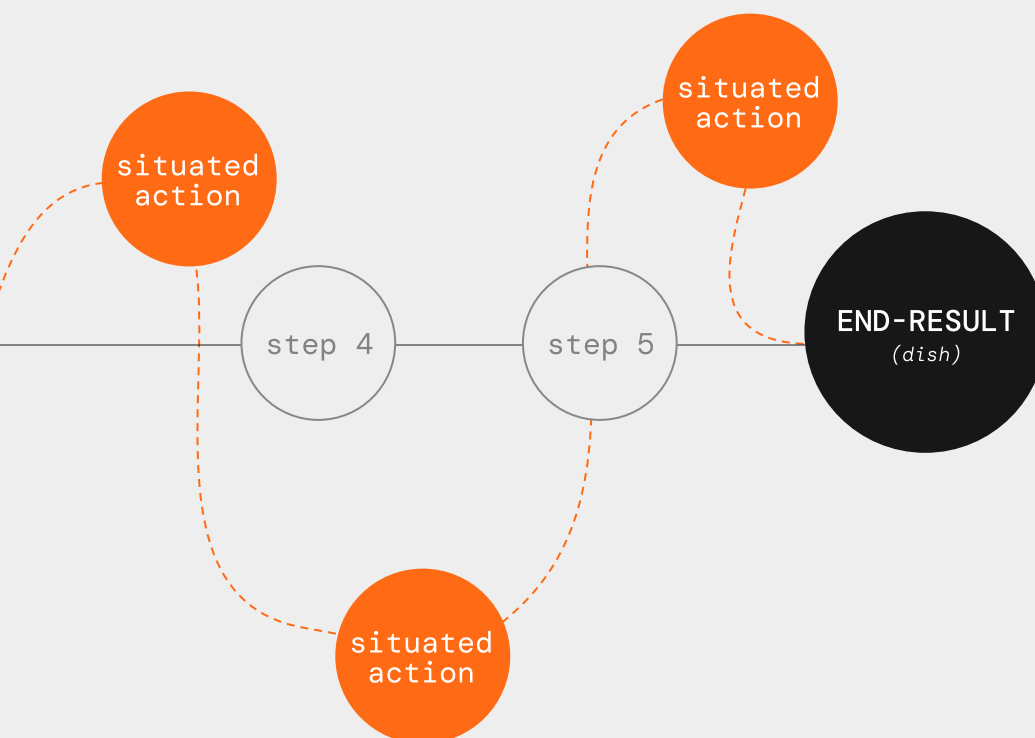 situated
action
situated
action
step 4
step 5
END-RESULT
(dish)
situated
action